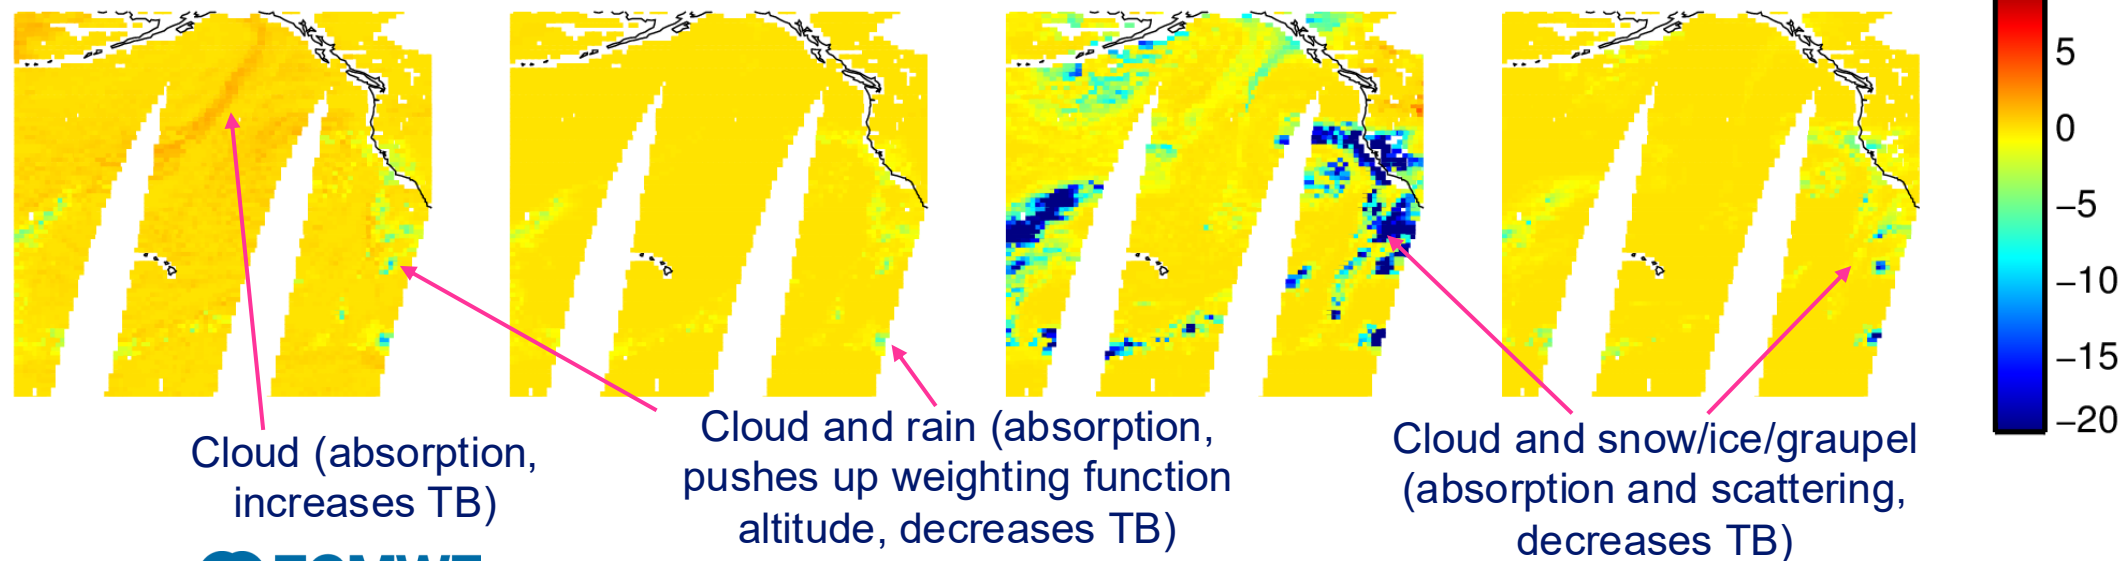 5
0
−5
−10
−15
−20
Cloud (absorption,
increases TB)
Cloud and rain (absorption,
pushes up weighting function
altitude, decreases TB)
Cloud and snow/ice/graupel
(absorption and scattering,
decreases TB)